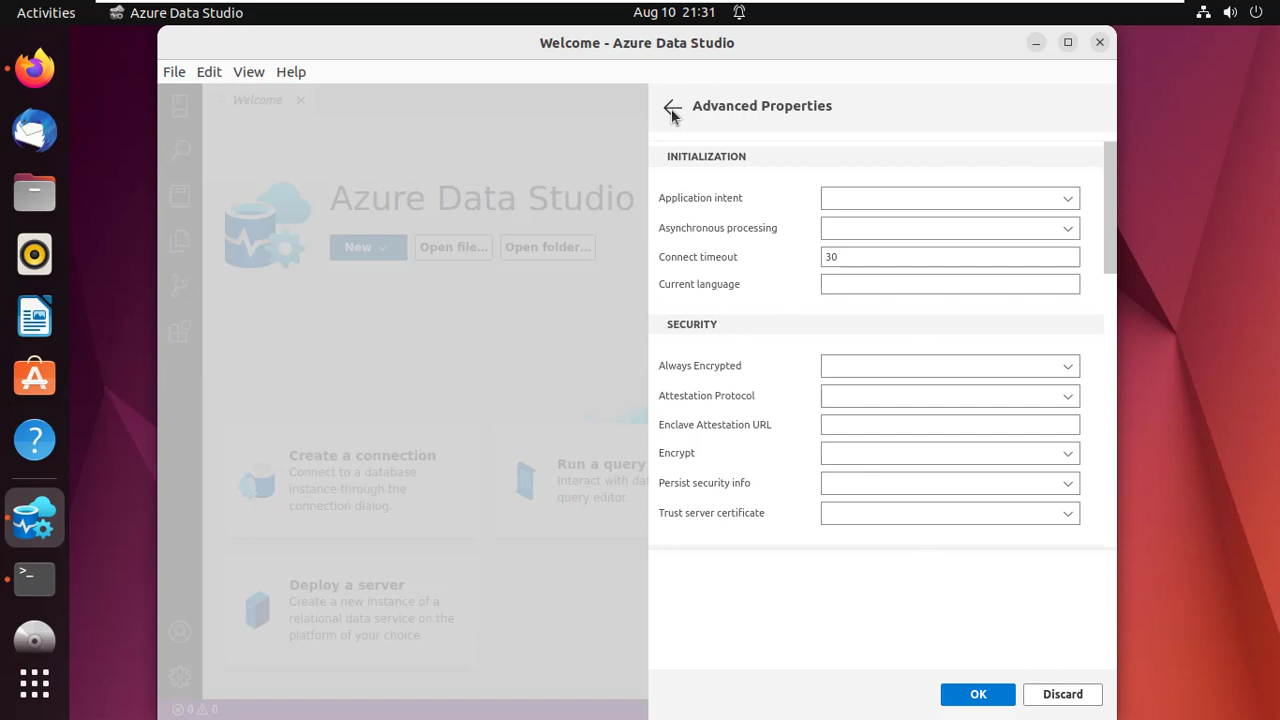 Activities
Azure Data Studio
Aug 10 21:31
Welcome - Azure Data Studio
File Edit View Help
Welcome
Advanced Properties
INITIALIZATION
Application intent
Asynchronous processing
Connect timeout 30
Current language
SECURITY
Always Encrypted
Attestation Protocol
Enclave Attestation URL
Encrypt
Persist security info
Trust server certificate
OK Discard
Azure Data Studio
New Open file... Open folder...
Create a connection
Connect to a database
instance through the
connection dialog.
Run a query
Interact with dat
query editor.
Deploy a server
Create a new instance of a
relational data service on the
platform of your choice.
0 0